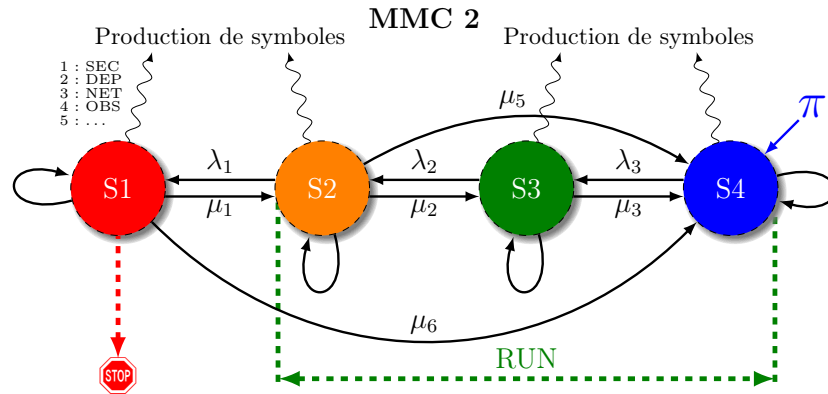 MMC 2
Production de symboles
Production de symboles
1 : SEC
2 : DEP
3 : NET
4 : OBS
5 : ...
μ5
π
λ1
λ2
λ3
S1
S2
S3
S4
μ1
μ2
μ3
μ6
RUN
STOP